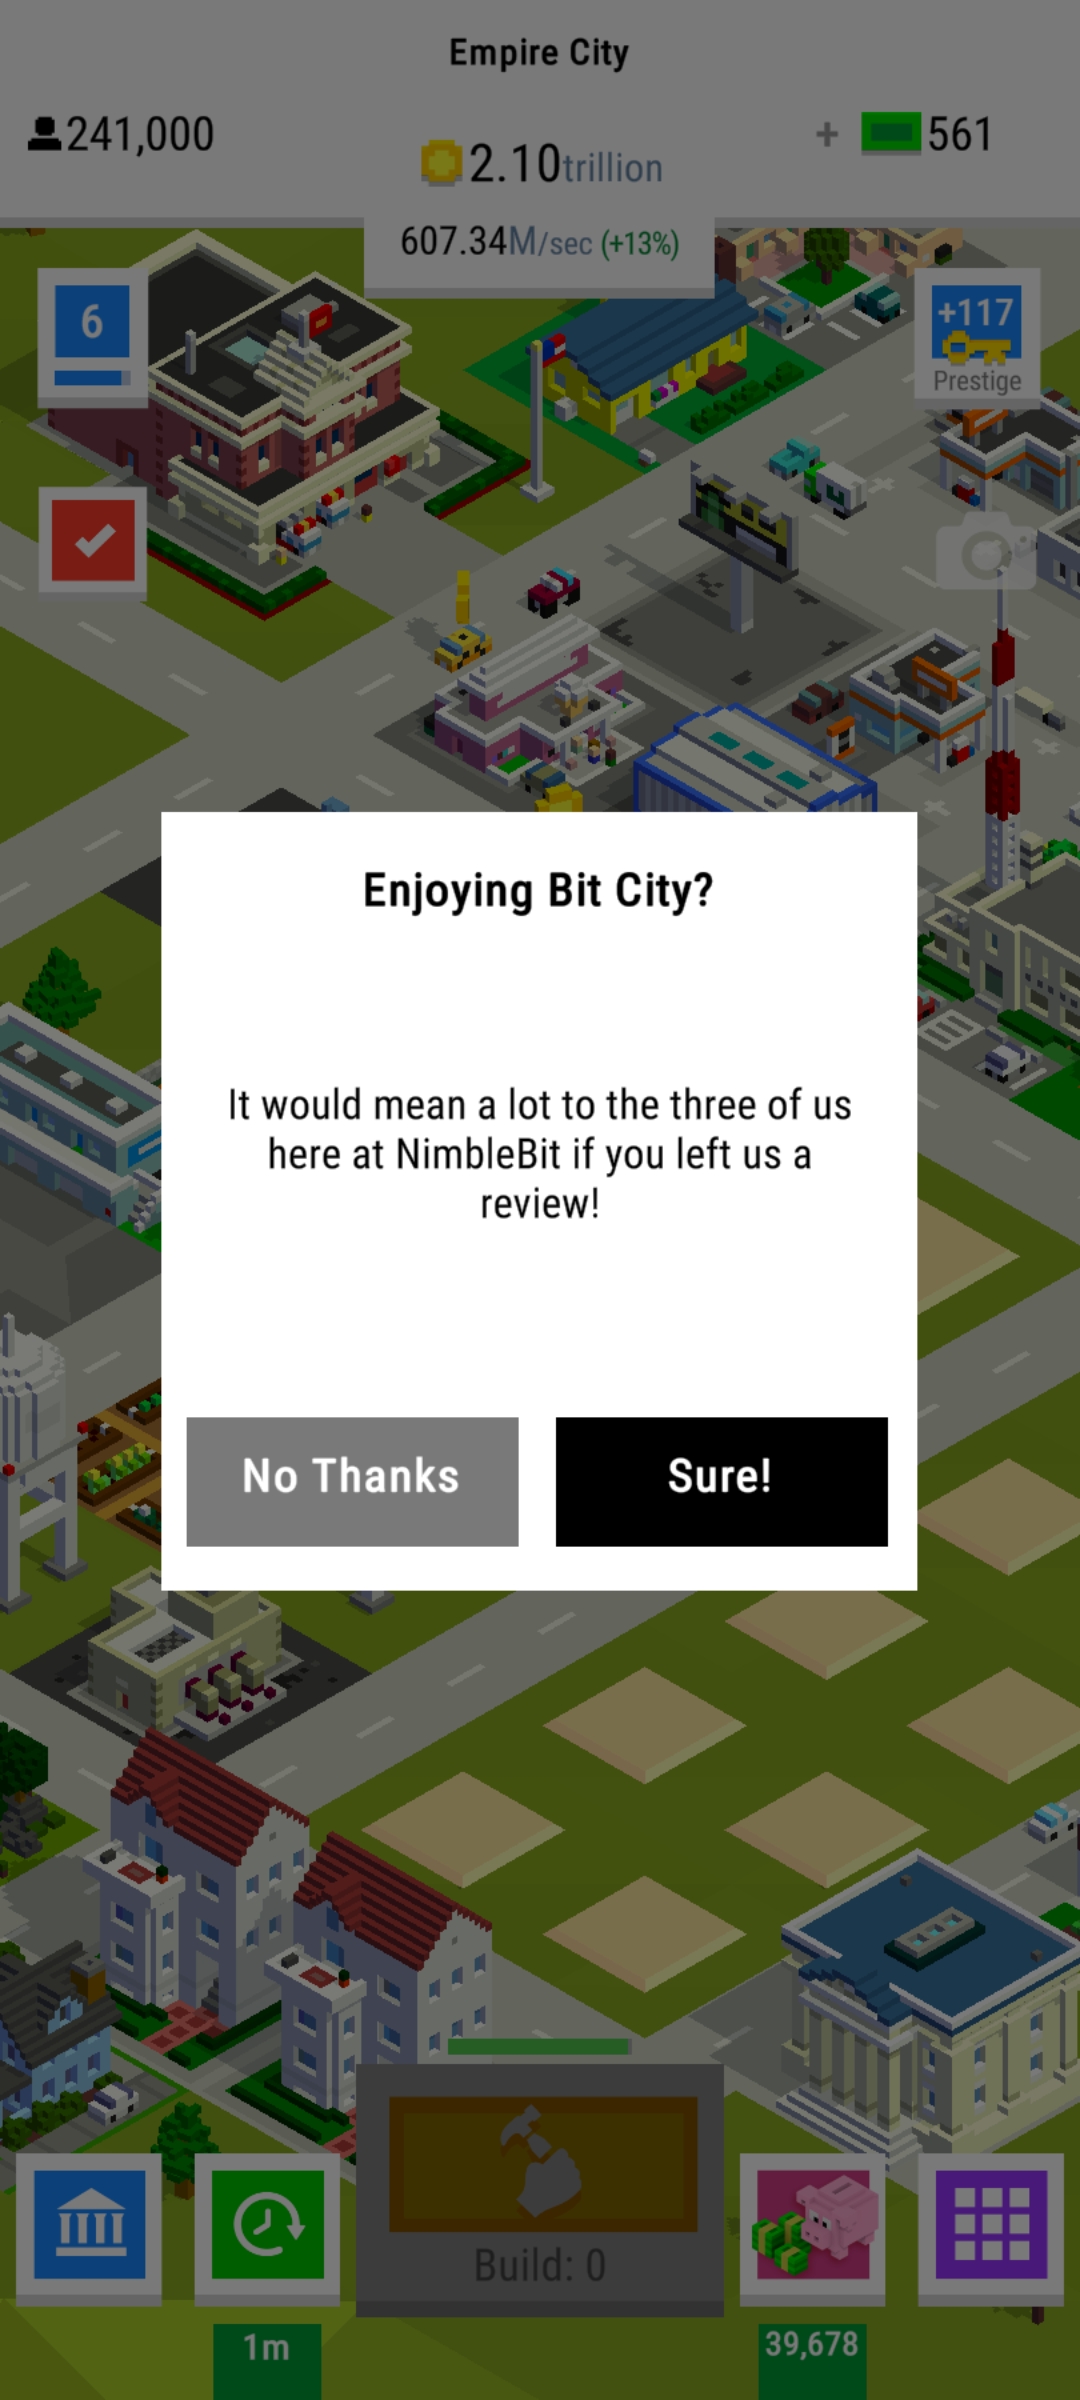 Empire City
241,000
2.10trillion
+ 561
607.34M/sec (+13%)
6
+117
Prestige
Enjoying Bit City?
It would mean a lot to the three of us
here at NimbleBit if you left us a
review!
No Thanks
Sure!
Build: 0
1m
39,678